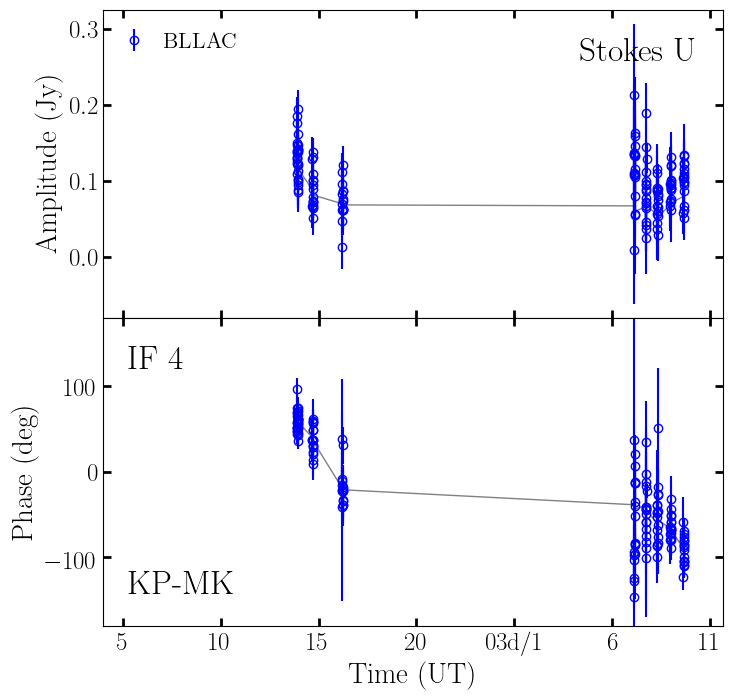 BLLAC
Stokes U
0.3
0.2
0.1
0.0
Amplitude (Jy)
IF 4
100
0
−100
Phase (deg)
KP-MK
5 10 15 20 03d/1 6 11
Time (UT)